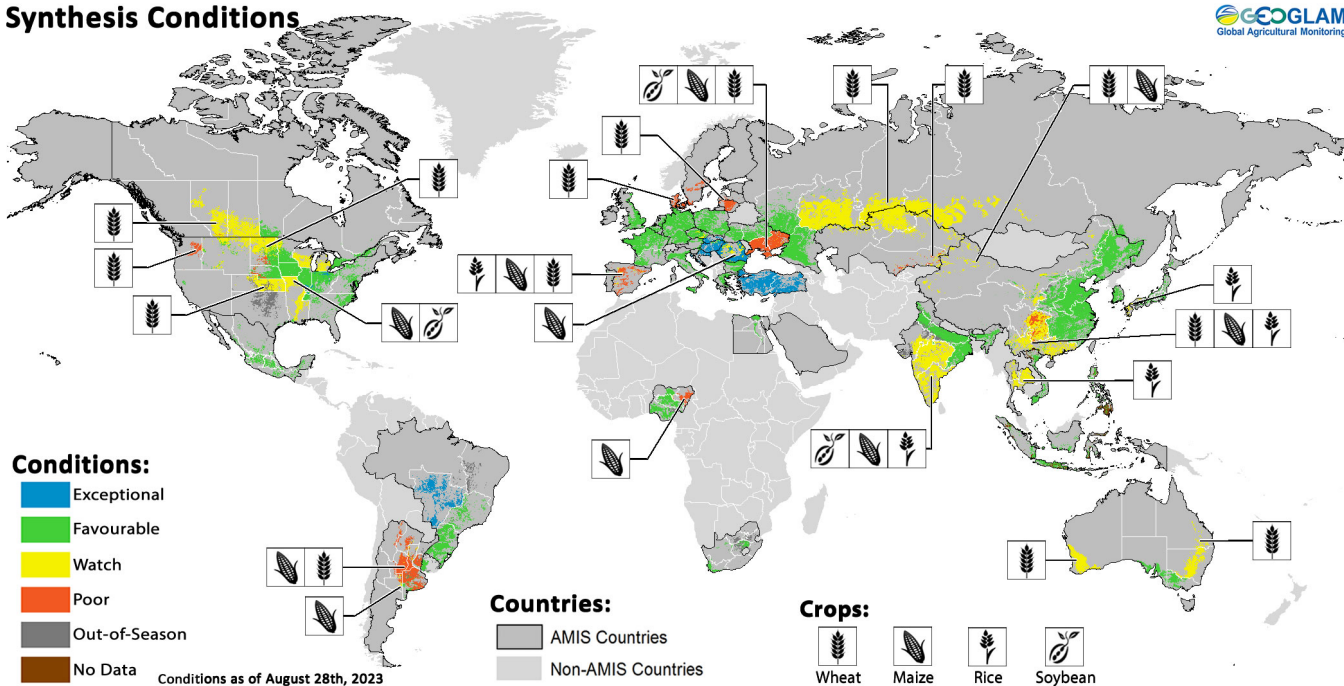 Synthesis Conditions
GEOGLAM
Global Agricultural Monitoring
Conditions:
Exceptional
Favourable
Watch
Poor
Out-of-Season
No Data
Conditions as of August 28th, 2023
Countries:
AMIS Countries
Non-AMIS Countries
Crops:
Wheat
Maize
Rice
Soybean